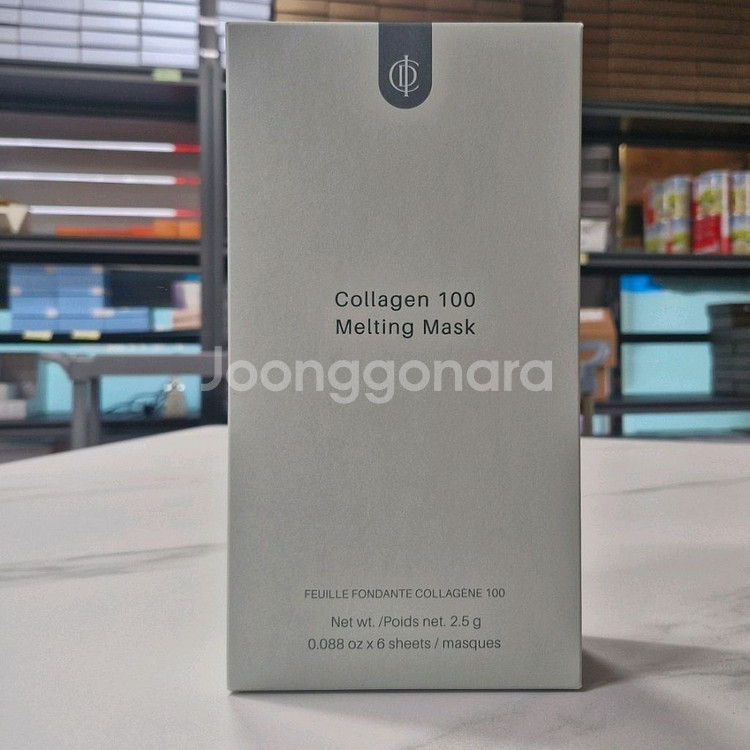 Collagen 100
Melting Mask
Joonggonara
FEUILLE FONDANTE COLLAGÈNE 100
Net wt. /Poids net. 2.5 g
0.088 oz x 6 sheets / masques